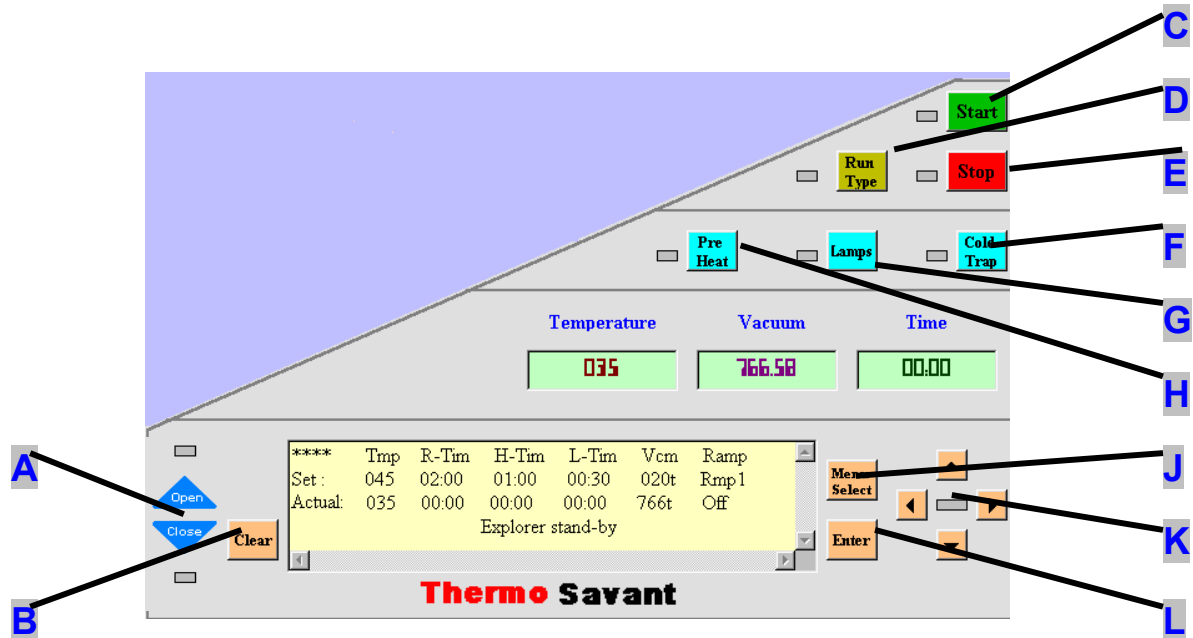 C
Start
D
Run
Type
Stop
E
Pre
Heat
Lamps
Cold
Trap
F
G
Temperature
Vacuum
Time
035
766.58
00:00
H
A
Open
Close
Clear
B
**** Tmp R-Tim H-Tim L-Tim Vcm Ramp
Set : 045 02:00 01:00 00:30 020t Rmp1
Actual: 035 00:00 00:00 00:00 766t Off
Explorer stand-by
Menu
Select
Enter
J
K
L
Thermo Savant